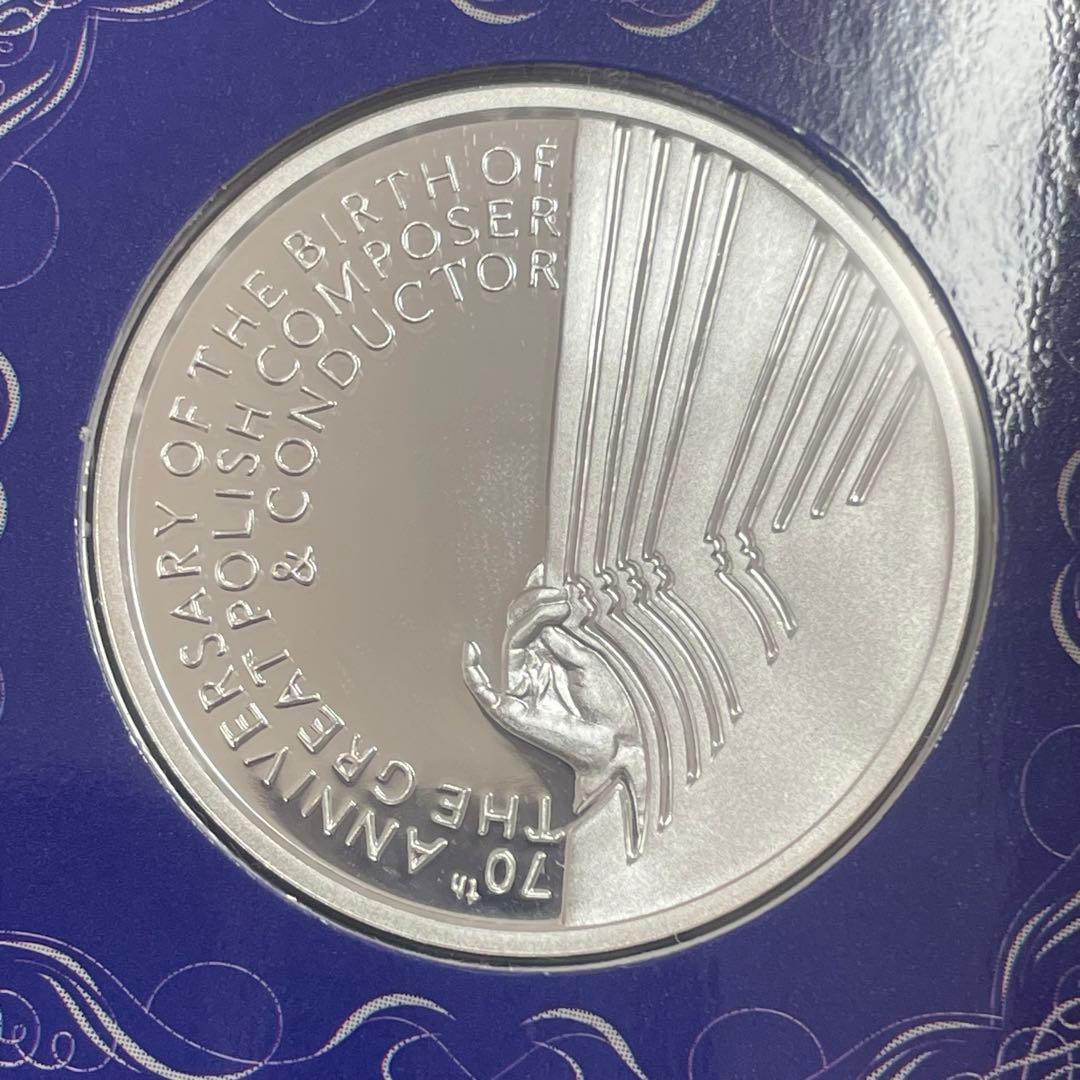 70th ANNIVERSARY OF THE BIRTH OF
THE GREAT POLISH COMPOSER
& CONDUCTOR